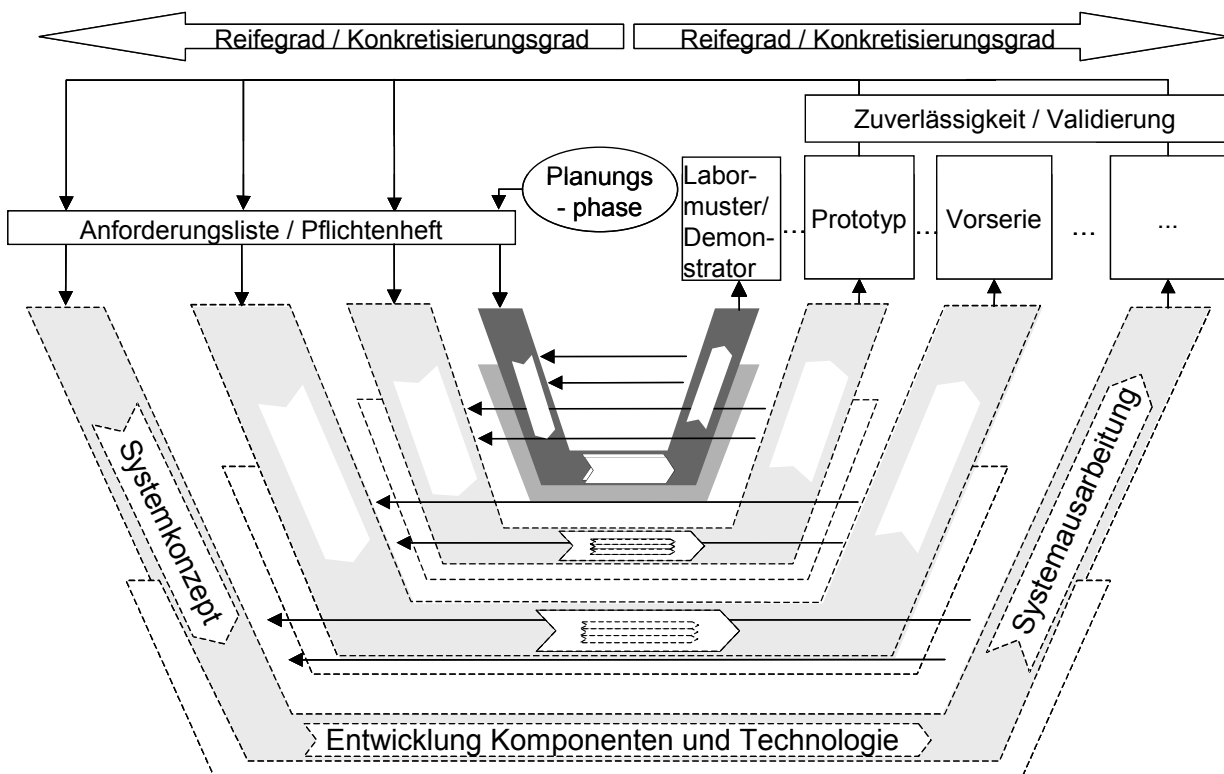 Reifegrad / Konkretisierungsgrad
Reifegrad / Konkretisierungsgrad
Zuverlässigkeit / Validierung
Planungs
- phase
Labor-
muster/
Demon-
strator
...
Prototyp
...
Vorserie
...
...
Anforderungsliste / Pflichtenheft
Systemkonzept
Systemausarbeitung
Entwicklung Komponenten und Technologie